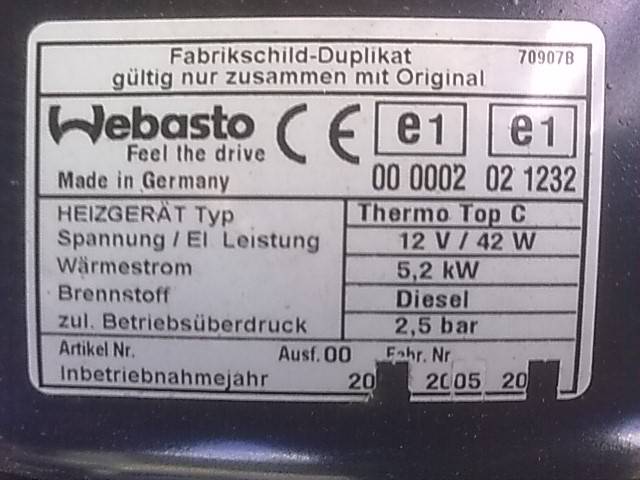 Fabrikschild-Duplikat 70907B
gültig nur zusammen mit Original
Webasto CE e1 e1
Feel the drive
Made in Germany 00 0002 02 1232
HEIZGERÄT Typ Thermo Top C
Spannung / El. Leistung 12 V / 42 W
Wärmestrom 5,2 kW
Brennstoff Diesel
zul. Betriebsüberdruck 2,5 bar
Artikel Nr. Ausf. 00 Fabr. Nr
Inbetriebnahmejahr 20 2005 20